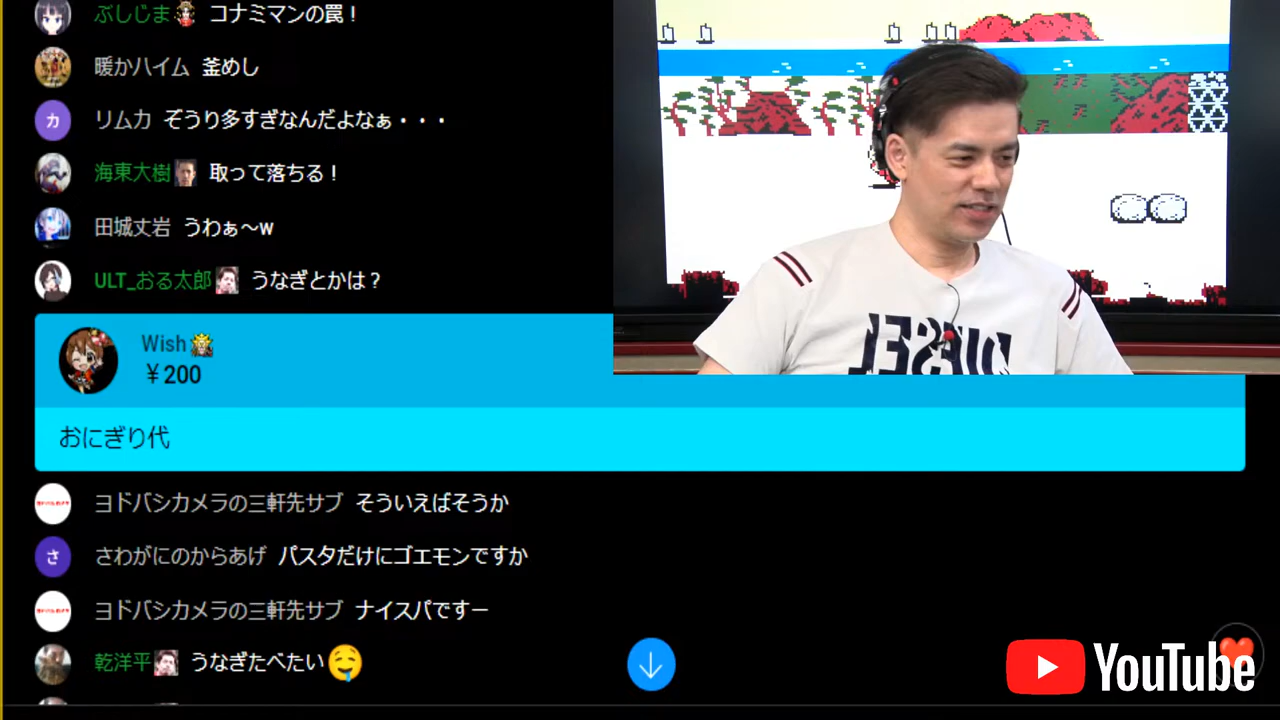 ぶしじま コナミマンの罠！
暖かハイム 釜めし
カ リムカ ぞうり多すぎなんだよなぁ・・・
海東大樹 取って落ちる！
田城丈岩 うわぁ～w
ULT_おる太郎 うなぎとかは？
Wish
￥200
おにぎり代
DIESEL
ヨドバシカメラの三軒先サブ そういえばそうか
さ さわがにのからあげ パスタだけにゴエモンですか
ヨドバシカメラの三軒先サブ ナイスパですー
乾洋平 うなぎたべたい
YouTube